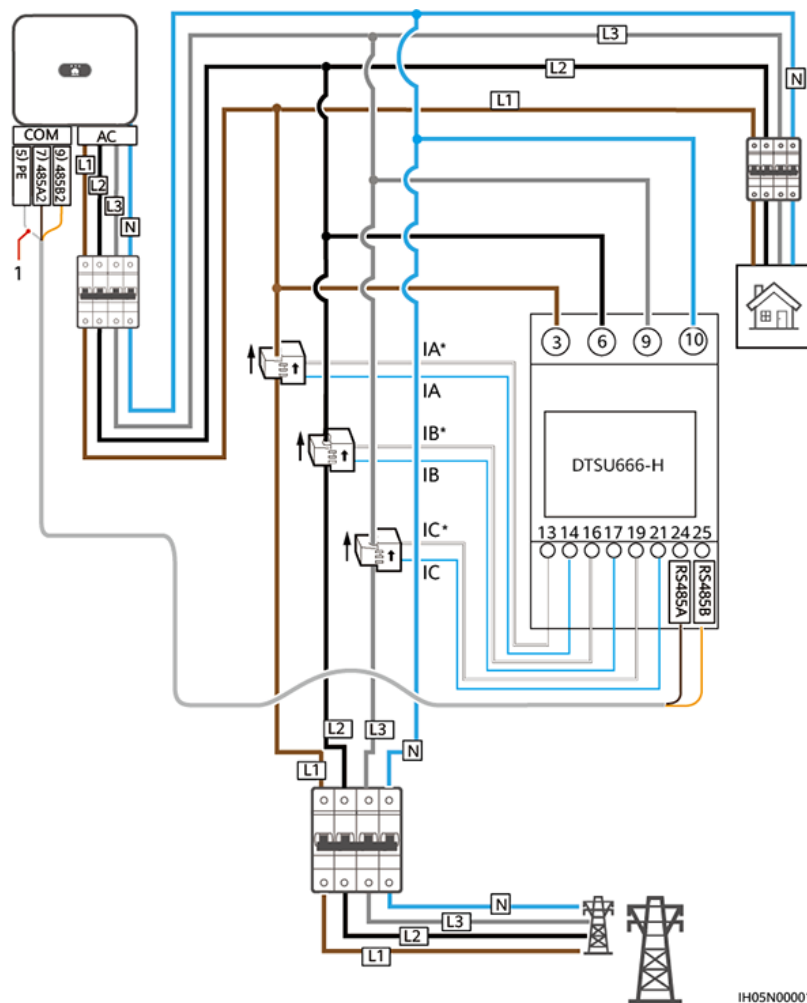 L3
L2
N
L1
COM
AC
5) PE
7) 485A2
9) 485B2
L1
L2
L3
N
1
3
6
9
10
IA*
IA
IB*
IB
IC*
IC
DTSU666-H
13 14 16 17 19 21 24 25
RS485A
RS485B
L2
L3
N
L1
N
L3
L2
L1